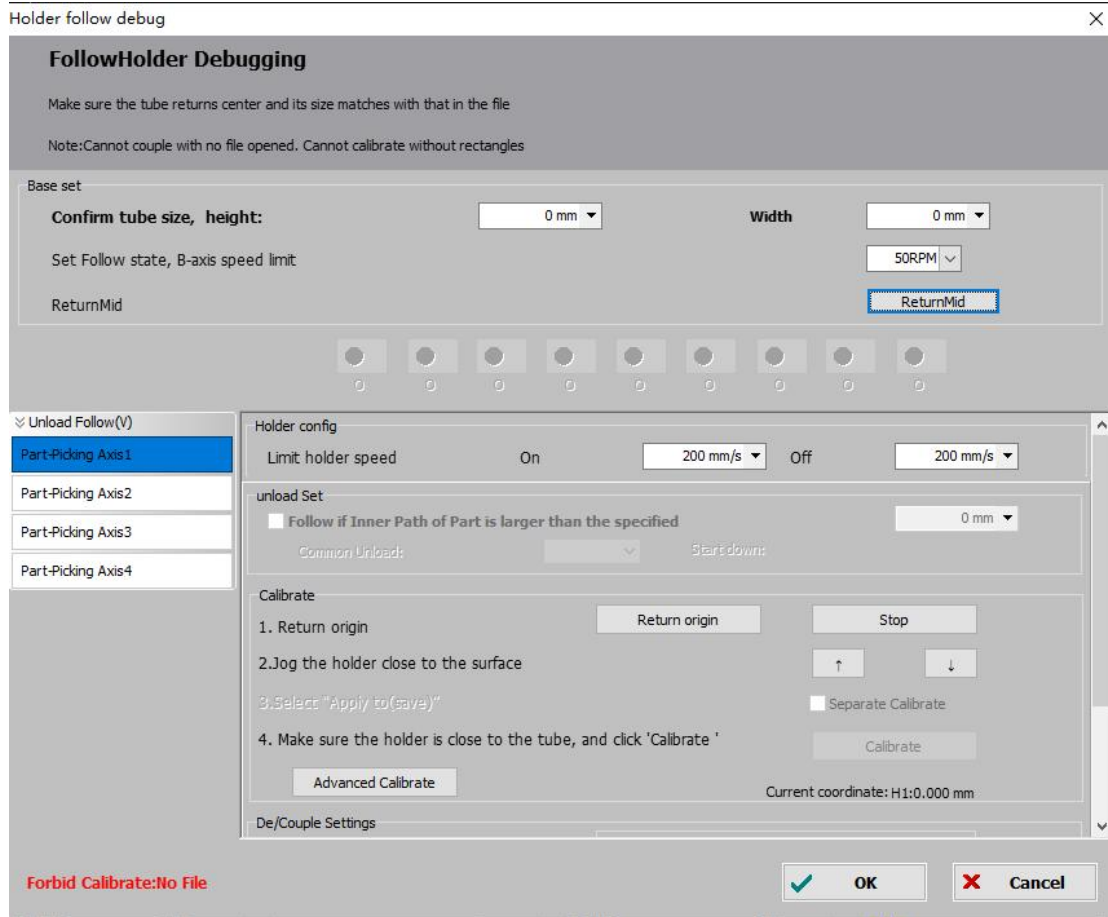 Holder follow debug
FollowHolder Debugging
Make sure the tube returns center and its size matches with that in the file
Note:Cannot couple with no file opened. Cannot calibrate without rectangles
Base set
Confirm tube size, height: 0 mm Width 0 mm
Set Follow state, B-axis speed limit 50RPM
ReturnMid ReturnMid
0 0 0 0 0 0 0 0 0
Unload Follow(V)
Part-Picking Axis1
Part-Picking Axis2
Part-Picking Axis3
Part-Picking Axis4
Holder config
Limit holder speed On 200 mm/s Off 200 mm/s
unload Set
Follow if Inner Path of Part is larger than the specified 0 mm
Common Unload: Start down:
Calibrate
1. Return origin Return origin Stop
2.Jog the holder close to the surface ↑ ↓
3.Select "Apply to(save)" Separate Calibrate
4. Make sure the holder is close to the tube, and click 'Calibrate ' Calibrate
Advanced Calibrate Current coordinate: H1:0.000 mm
De/Couple Settings
Forbid Calibrate:No File OK Cancel